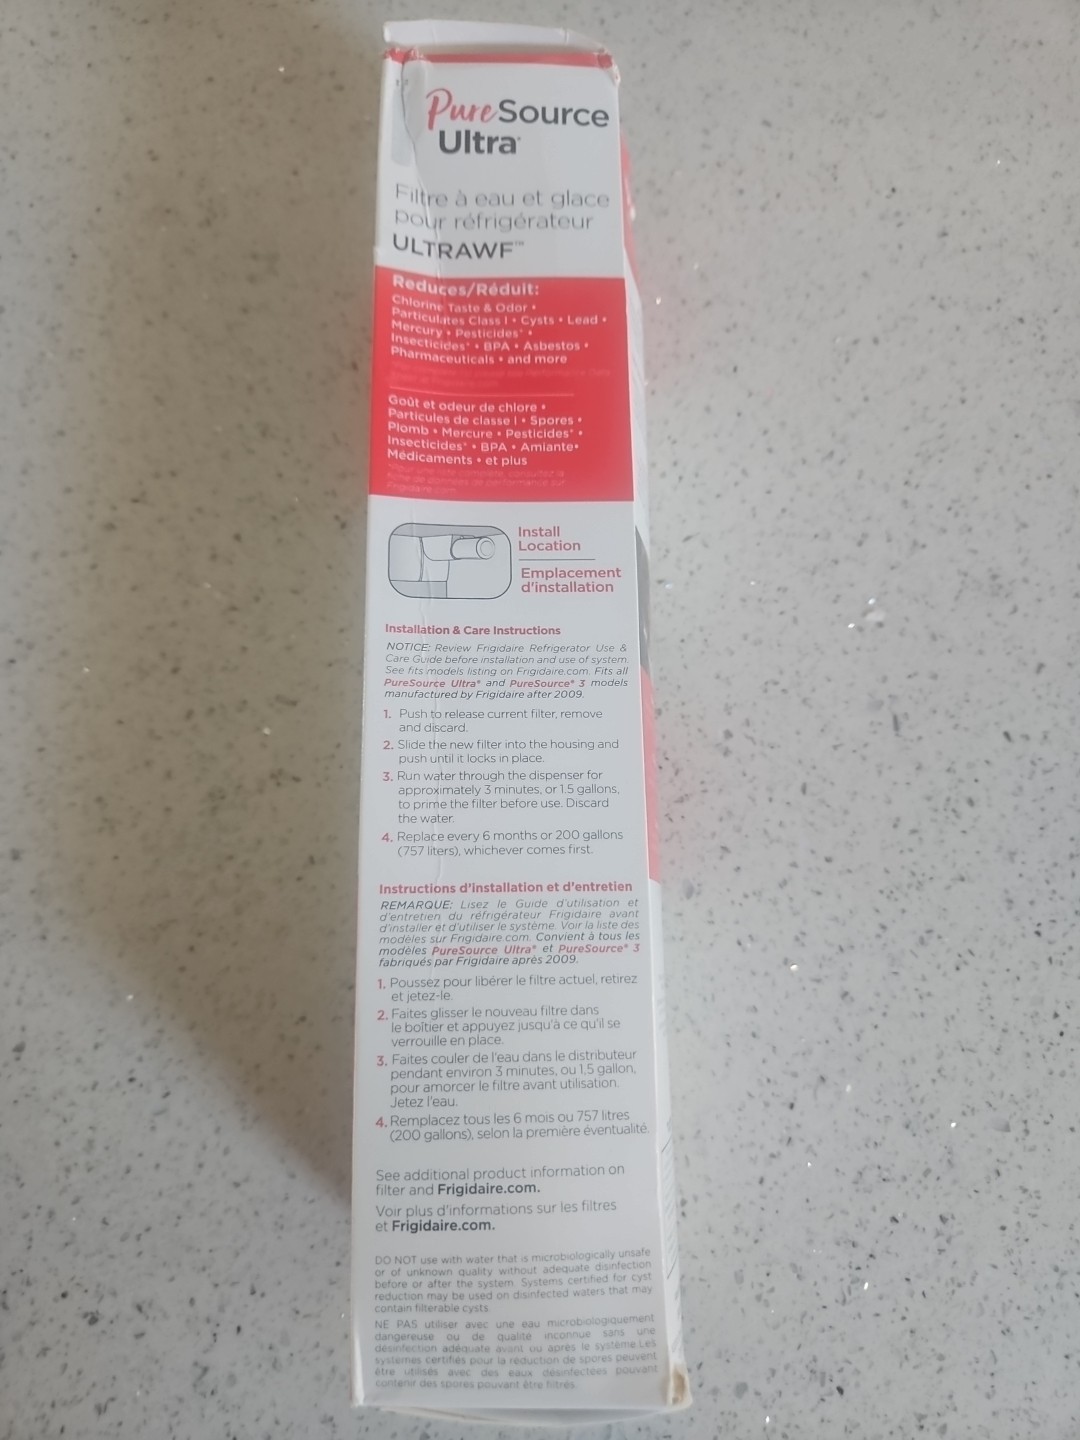 PureSource
Ultra
Filtre à eau et glace
pour réfrigérateur
ULTRAWF™
Reduces/Réduit:
Chlorine Taste & Odor •
Particulates Class I • Cysts • Lead •
Mercury • Pesticides* •
Insecticides* • BPA • Asbestos •
Pharmaceuticals • and more
Goût et odeur de chlore •
Particules de classe I • Spores •
Plomb • Mercure • Pesticides* •
Insecticides* • BPA • Amiante•
Médicaments • et plus
Install
Location
Emplacement
d'installation
Installation & Care Instructions
NOTICE: Review Frigidaire Refrigerator Use &
Care Guide before installation and use of system.
See fits models listing on Frigidaire.com. Fits all
PureSource Ultra® and PureSource® 3 models
manufactured by Frigidaire after 2009.
1. Push to release current filter, remove
and discard.
2. Slide the new filter into the housing and
push until it locks in place.
3. Run water through the dispenser for
approximately 3 minutes, or 1.5 gallons,
to prime the filter before use. Discard
the water.
4. Replace every 6 months or 200 gallons
(757 liters), whichever comes first.
Instructions d'installation et d'entretien
REMARQUE: Lisez le Guide d'utilisation et
d'entretien du réfrigérateur Frigidaire avant
d'installer et d'utiliser le système. Voir la liste des
modèles sur Frigidaire.com. Convient à tous les
modèles PureSource Ultra® et PureSource® 3
fabriqués par Frigidaire après 2009.
1. Poussez pour libérer le filtre actuel, retirez
et jetez-le.
2. Faites glisser le nouveau filtre dans
le boîtier et appuyez jusqu'à ce qu'il se
verrouille en place.
3. Faites couler de l'eau dans le distributeur
pendant environ 3 minutes, ou 1,5 gallon,
pour amorcer le filtre avant utilisation.
Jetez l'eau.
4. Remplacez tous les 6 mois ou 757 litres
(200 gallons), selon la première éventualité.
See additional product information on
filter and Frigidaire.com.
Voir plus d'informations sur les filtres
et Frigidaire.com.
DO NOT use with water that is microbiologically unsafe
or of unknown quality without adequate disinfection
before or after the system. Systems certified for cyst
reduction may be used on disinfected waters that may
contain filterable cysts.
NE PAS utiliser avec une eau microbiologiquement
dangereuse ou de qualité inconnue sans une
désinfection adéquate avant ou après le système Les
systèmes certifiés pour la réduction de spores peuvent
être utilisés avec des eaux désinfectées pouvant
contenir des spores pouvant être filtrés.